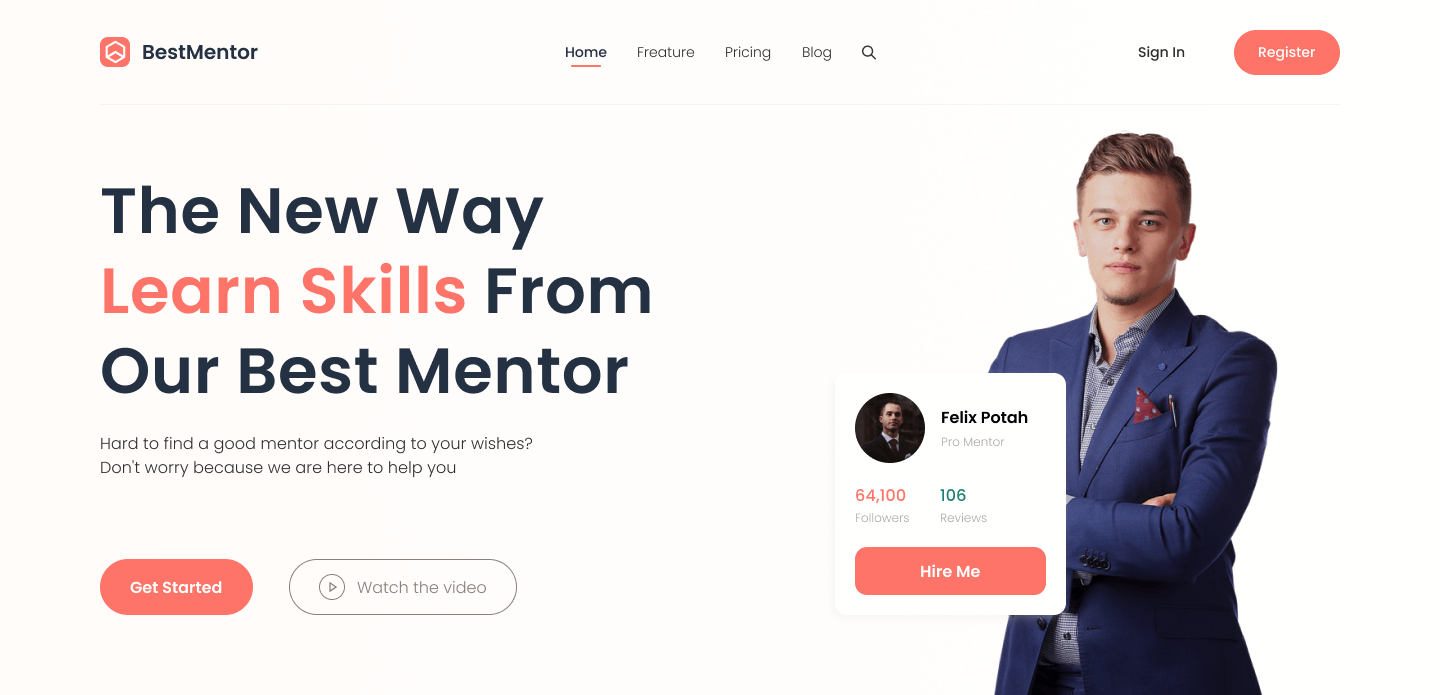 BestMentor
Home
Freature
Pricing
Blog
Sign In
Register
The New Way
Learn Skills From
Our Best Mentor
Hard to find a good mentor according to your wishes?
Don't worry because we are here to help you
Get Started
Watch the video
Felix Potah
Pro Mentor
64,100
Followers
106
Reviews
Hire Me